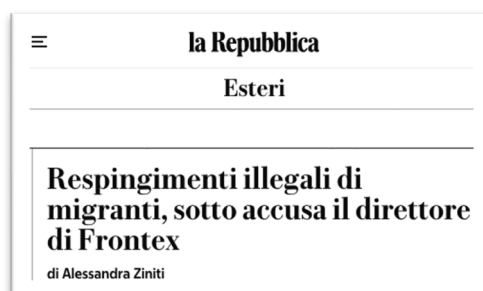 la Repubblica
Esteri
Respingimenti illegali di
migranti, sotto accusa il direttore
di Frontex
di Alessandra Ziniti